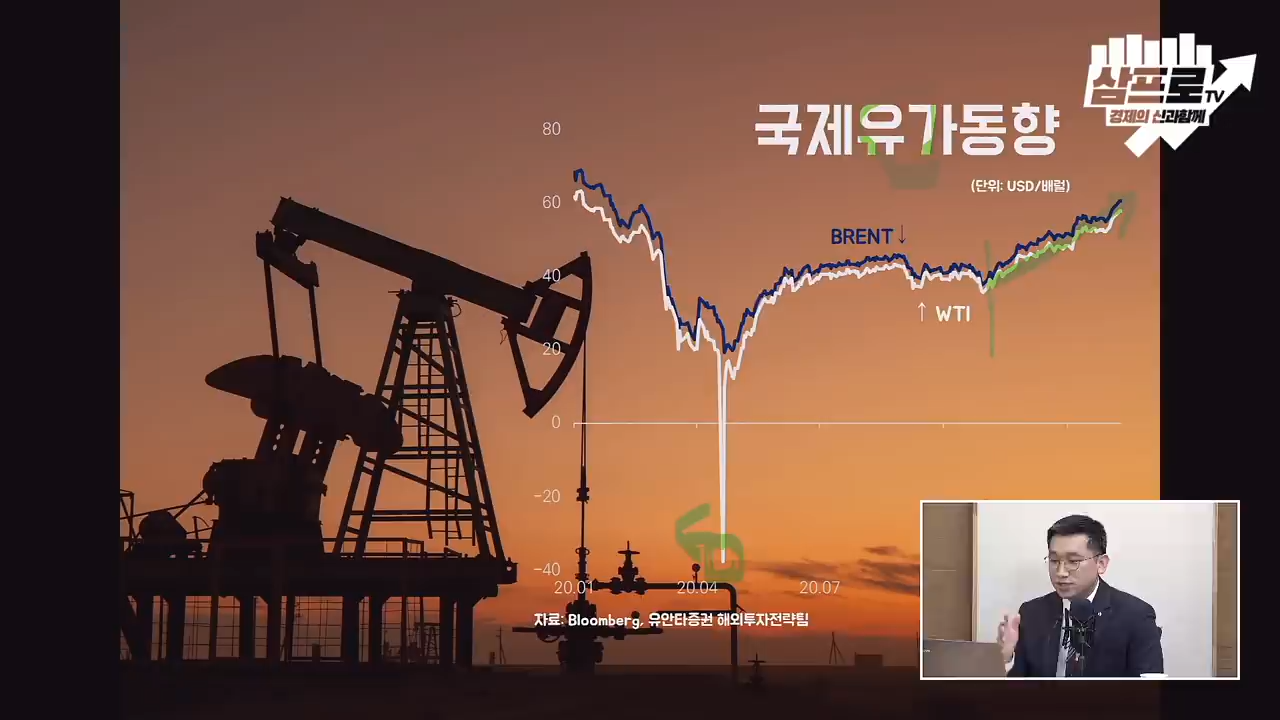 삼프로TV
경제의 신과함께
국제유가동향
(단위: USD/배럴)
80
60
40
20
0
-20
-40
BRENT↓
↑ WTI
20.01 20.04 20.07
자료: Bloomberg, 유안타증권 해외투자전략팀